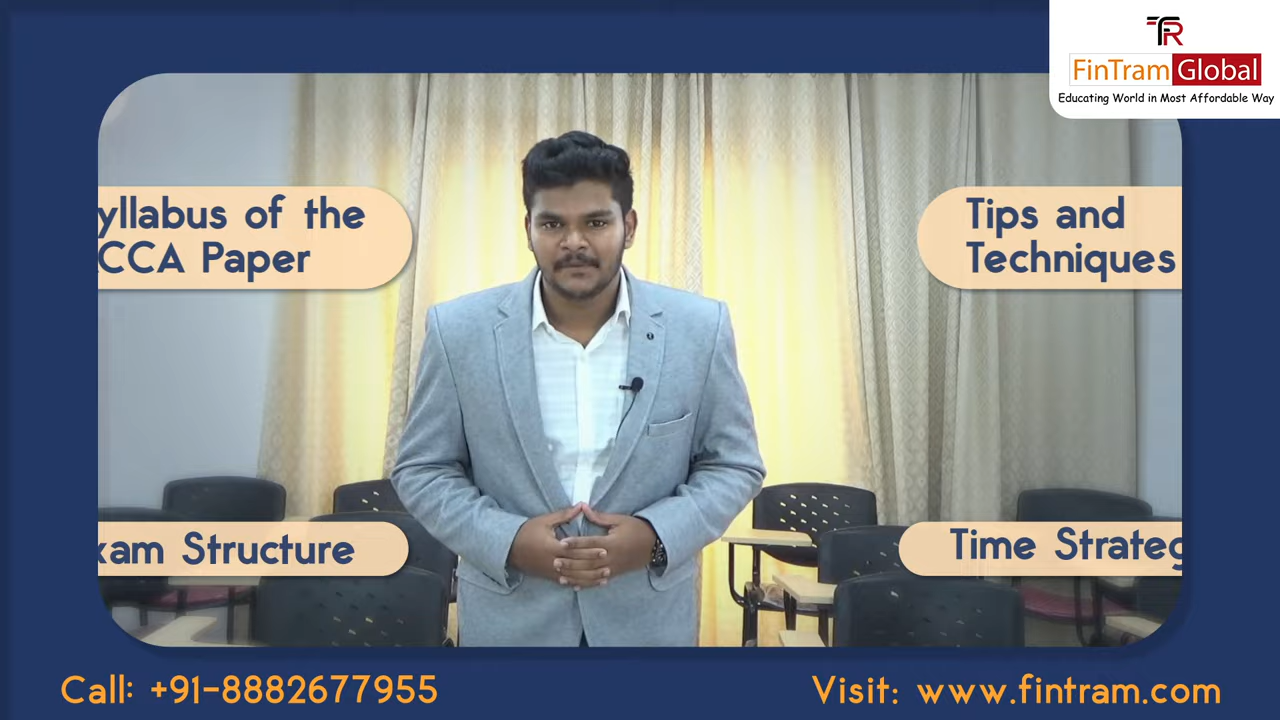 FinTram Global
Educating World in Most Affordable Way
yllabus of the
CCA Paper
Tips and
Techniques
xam Structure
Time Strateg
Call: +91-8882677955
Visit: www.fintram.com